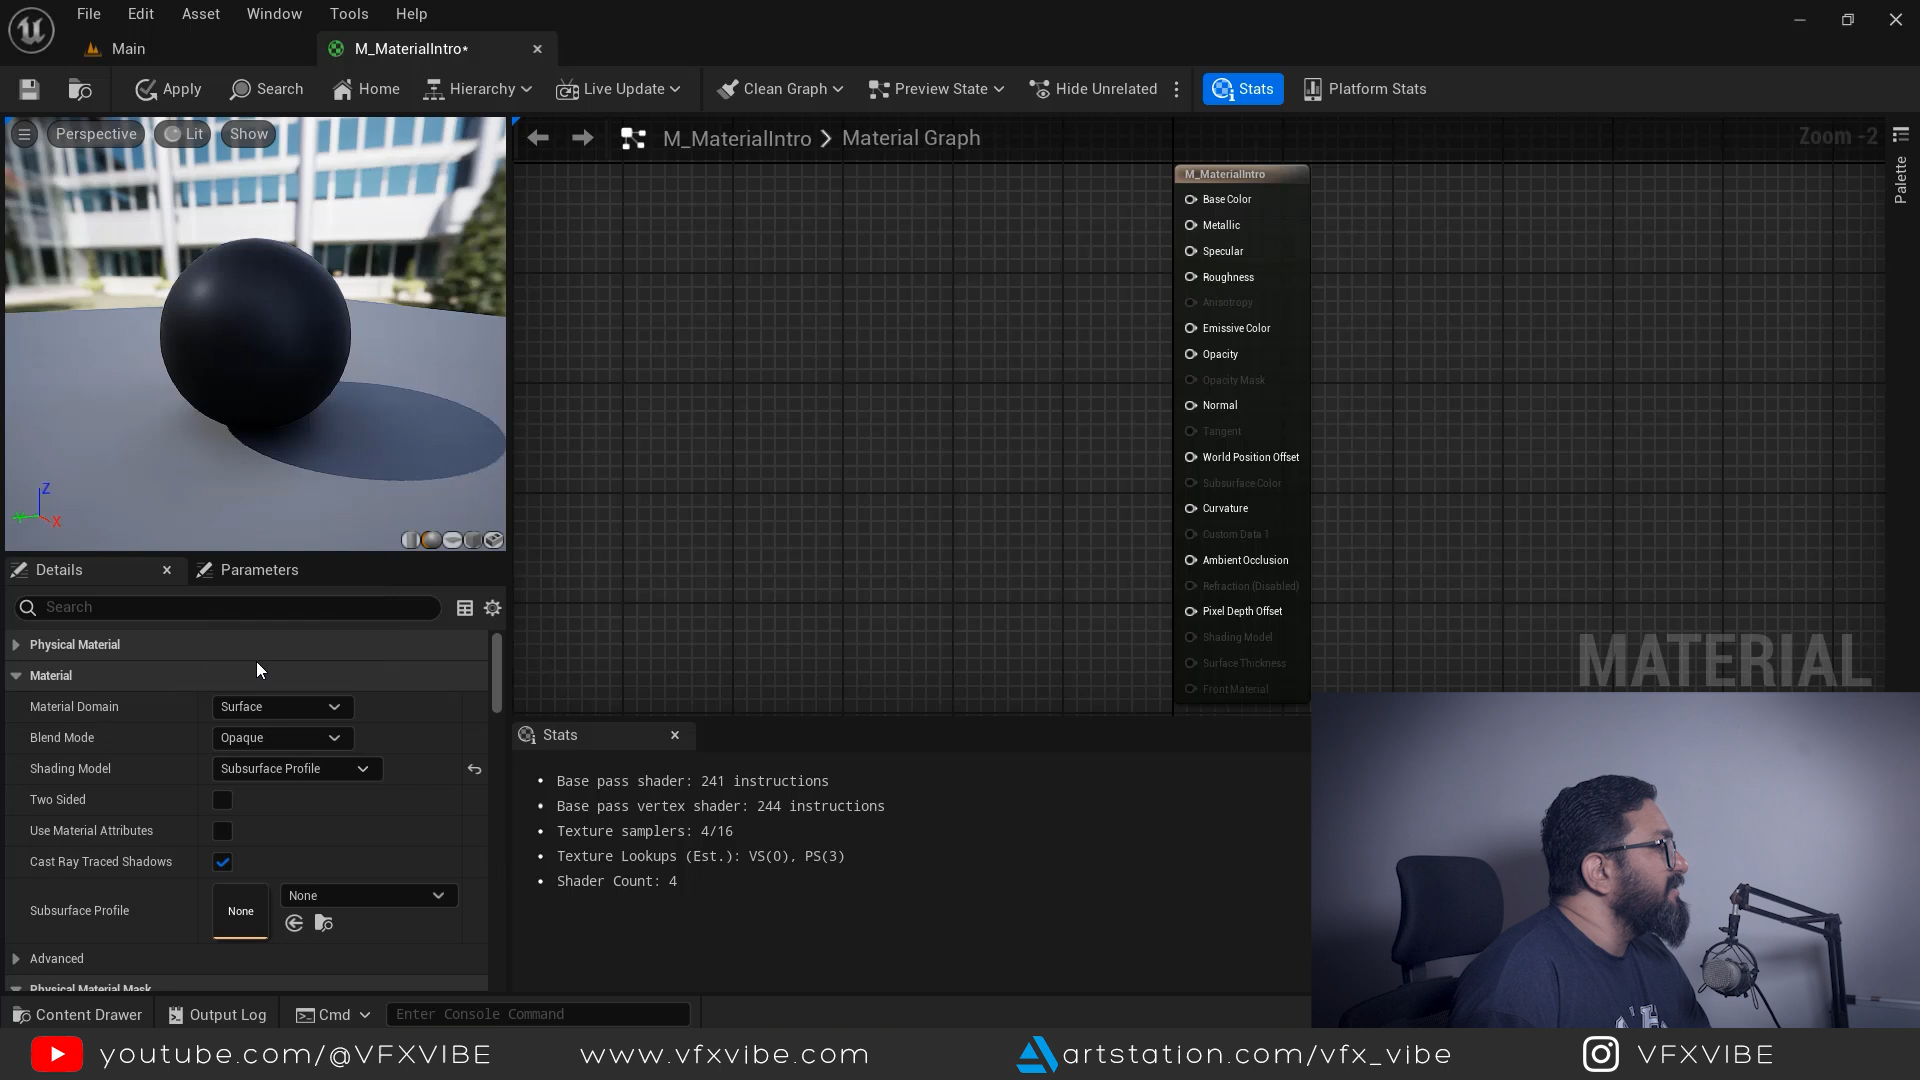 File Edit Asset Window Tools Help
Main M_MaterialIntro*
Apply Search Home Hierarchy Live Update Clean Graph Preview State Hide Unrelated Stats Platform Stats
Perspective Lit Show
M_MaterialIntro > Material Graph Zoom -2
Palette
M_MaterialIntro
Base Color
Metallic
Specular
Roughness
Anisotropy
Emissive Color
Opacity
Opacity Mask
Normal
Tangent
World Position Offset
Subsurface Color
Curvature
Custom Data 1
Ambient Occlusion
Refraction (Disabled)
Pixel Depth Offset
Shading Model
Surface Thickness
Front Material
MATERIAL
Z
Y X
Details Parameters
Search
Physical Material
Material
Material Domain Surface
Blend Mode Opaque
Shading Model Subsurface Profile
Two Sided
Use Material Attributes
Cast Ray Traced Shadows
Subsurface Profile None None
Advanced
Physical Material Mask
Stats
• Base pass shader: 241 instructions
• Base pass vertex shader: 244 instructions
• Texture samplers: 4/16
• Texture Lookups (Est.): VS(0), PS(3)
• Shader Count: 4
Content Drawer Output Log Cmd Enter Console Command
youtube.com/@VFXVIBE www.vfxvibe.com artstation.com/vfx_vibe VFXVIBE